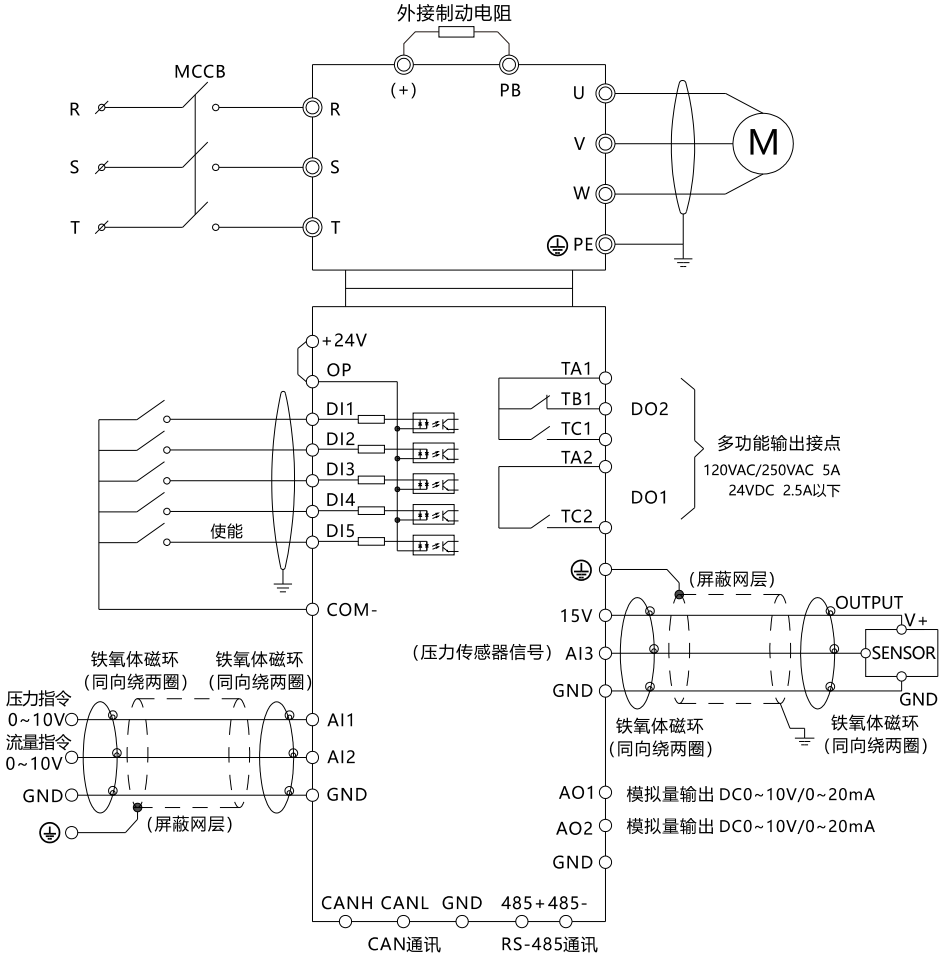 外接制动电阻
MCCB
(+)
PB
R
R
U
S
S
V
M
W
T
T
PE
+24V
OP
DI1
DI2
DI3
DI4
使能
DI5
COM-
TA1
TB1
DO2
TC1
TA2
DO1
TC2
多功能输出接点
120VAC/250VAC 5A
24VDC 2.5A以下
(屏蔽网层)
15V
OUTPUT
V+
(压力传感器信号) AI3
SENSOR
GND
GND
铁氧体磁环
(同向绕两圈)
铁氧体磁环
(同向绕两圈)
铁氧体磁环
(同向绕两圈)
铁氧体磁环
(同向绕两圈)
压力指令
0~10V
AI1
流量指令
0~10V
AI2
GND
GND
(屏蔽网层)
AO1
模拟量输出 DC0~10V/0~20mA
AO2
模拟量输出 DC0~10V/0~20mA
GND
CANH CANL GND 485+ 485-
CAN通讯
RS-485通讯